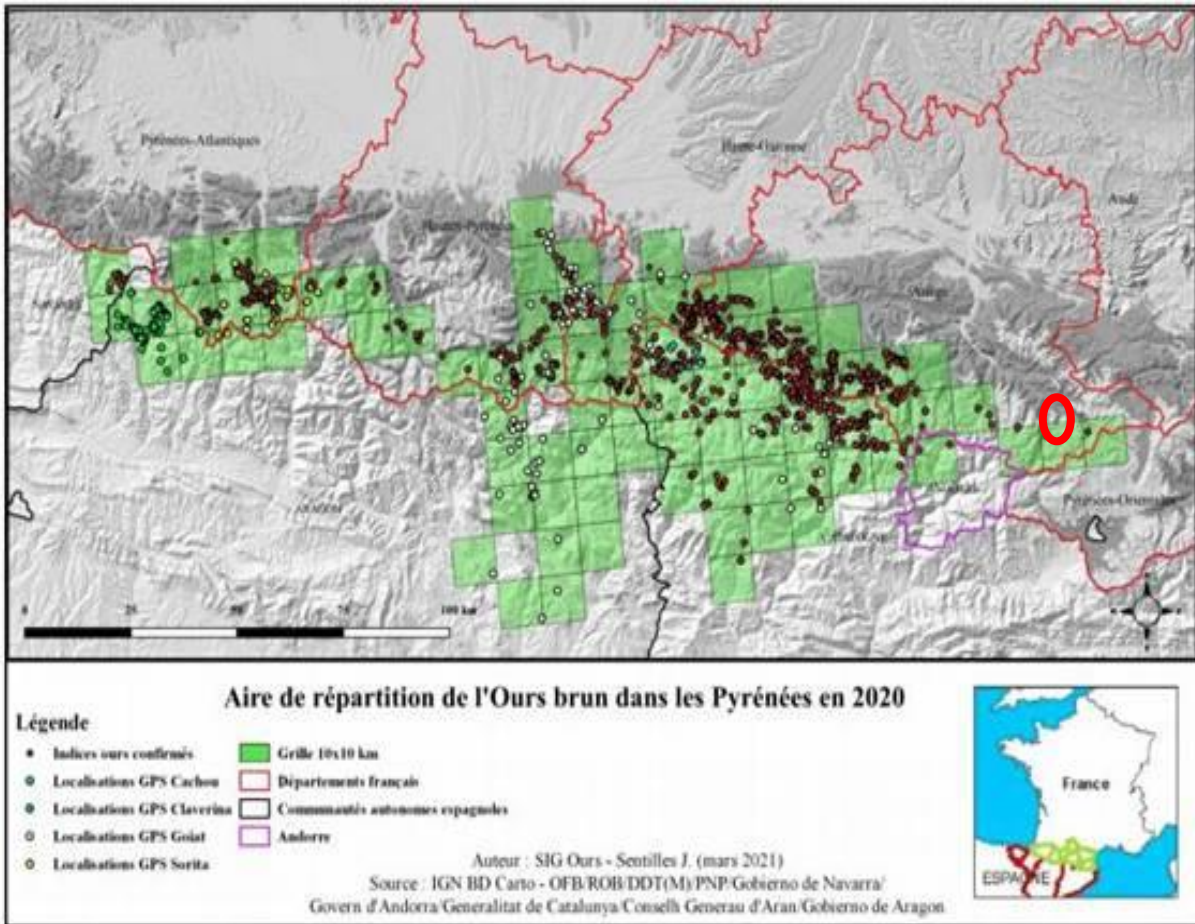 Pyrénées-Atlantiques
Haute-Garonne
Aude
Hautes-Pyrénées
Ariège
Pyrénées-Orientales
0
25
50
75
100 km
Aire de répartition de l'Ours brun dans les Pyrénées en 2020
Légende
Indices ours confirmés
Localisations GPS Cachou
Localisations GPS Claverina
Localisations GPS Goiat
Localisations GPS Sorita
Grille 10x10 km
Départements français
Communautés autonomes espagnoles
Andorre
Auteur : SIG Ours - Sentilles J. (mars 2021)
Source : IGN BD Carto - OFB/ROB/DDT(M)/PNP/Gobierno de Navarra/
Govern d'Andorra/Generalitat de Catalunya/Conselh Generau d'Aran/Gobierno de Aragon
France
ESPAGNE